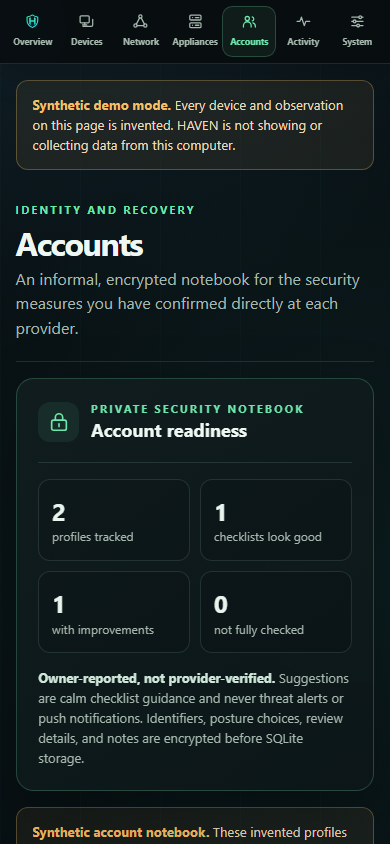 Overview
Devices
Network
Appliances
Accounts
Activity
System
Synthetic demo mode. Every device and observation
on this page is invented. HAVEN is not showing or
collecting data from this computer.
IDENTITY AND RECOVERY
Accounts
An informal, encrypted notebook for the security
measures you have confirmed directly at each
provider.
PRIVATE SECURITY NOTEBOOK
Account readiness
2
profiles tracked
1
checklists look good
1
with improvements
0
not fully checked
Owner-reported, not provider-verified. Suggestions
are calm checklist guidance and never threat alerts or
push notifications. Identifiers, posture choices, review
details, and notes are encrypted before SQLite
storage.
Synthetic account notebook. These invented profiles